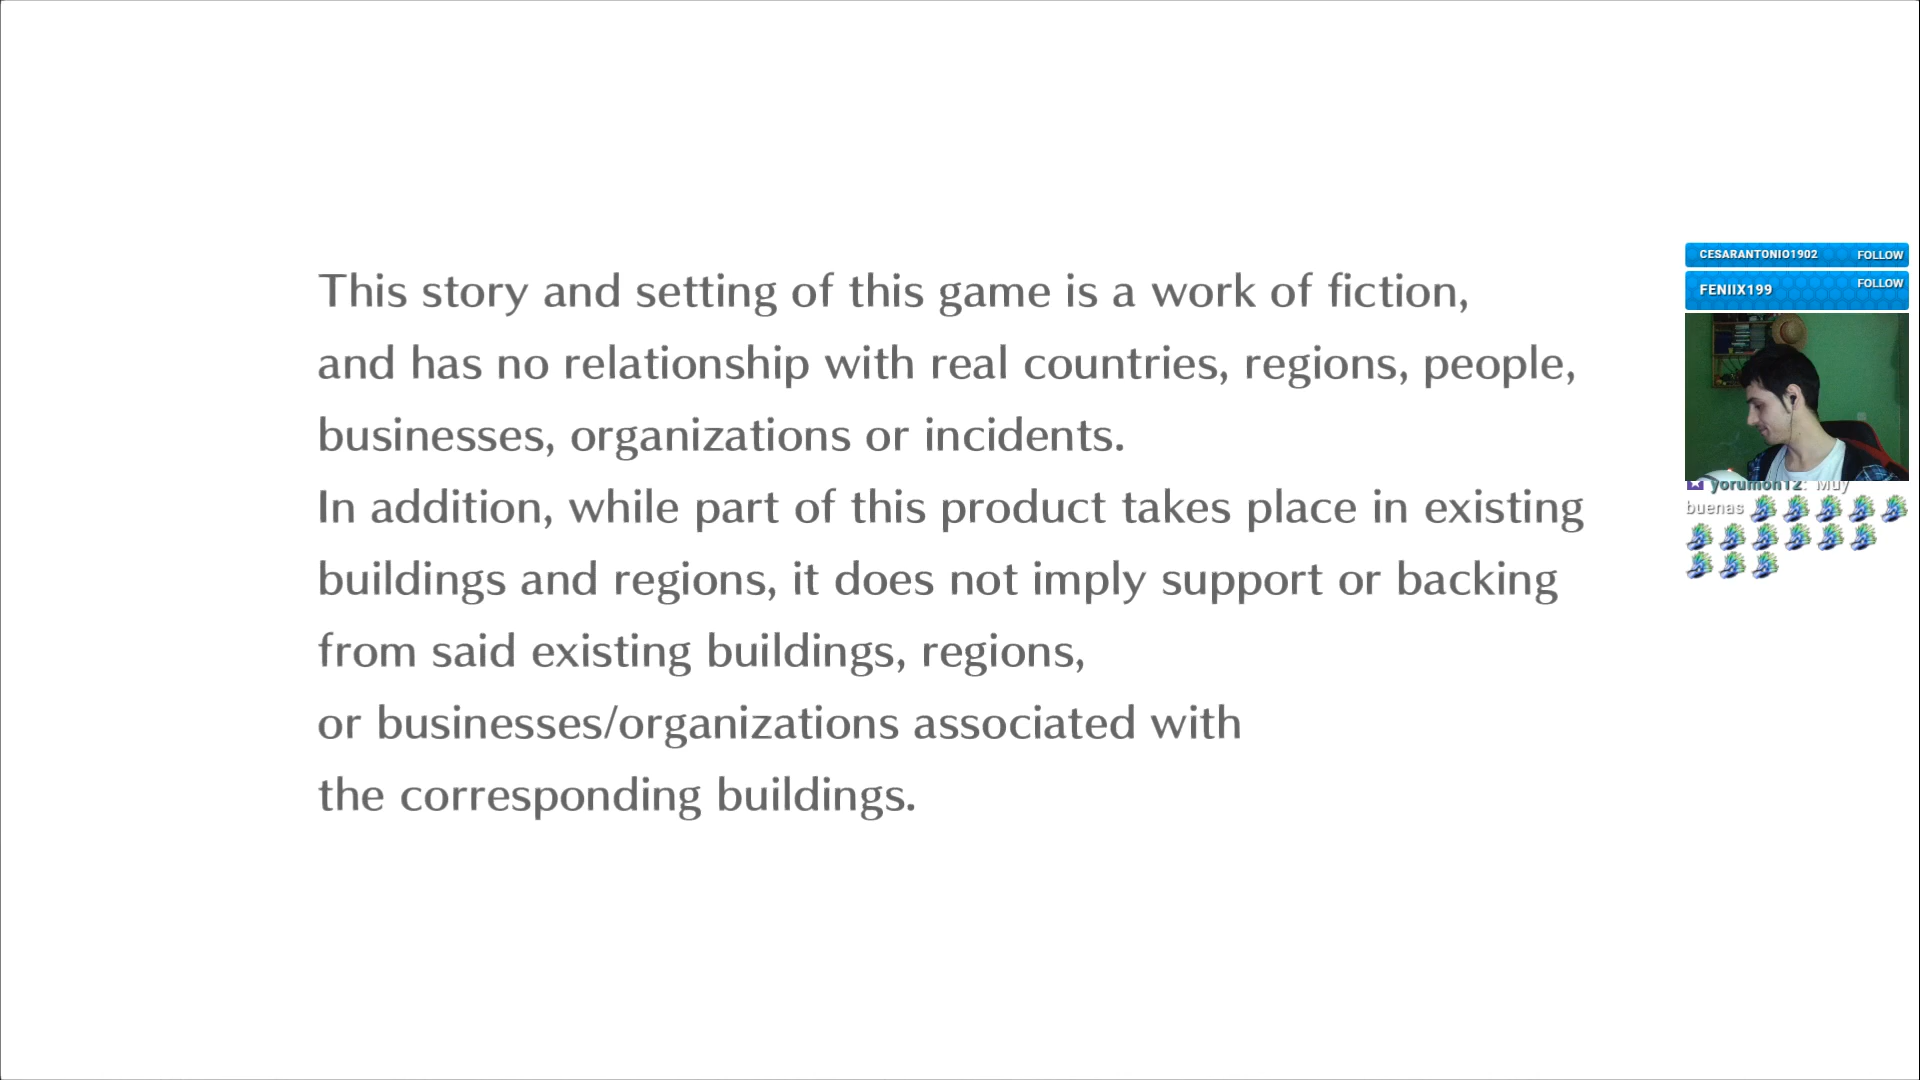 This story and setting of this game is a work of fiction,
and has no relationship with real countries, regions, people,
businesses, organizations or incidents.
In addition, while part of this product takes place in existing
buildings and regions, it does not imply support or backing
from said existing buildings, regions,
or businesses/organizations associated with
the corresponding buildings.
CESARANTONIO1902 FOLLOW
FENIIX199 FOLLOW
yorumon12: Muy
buenas